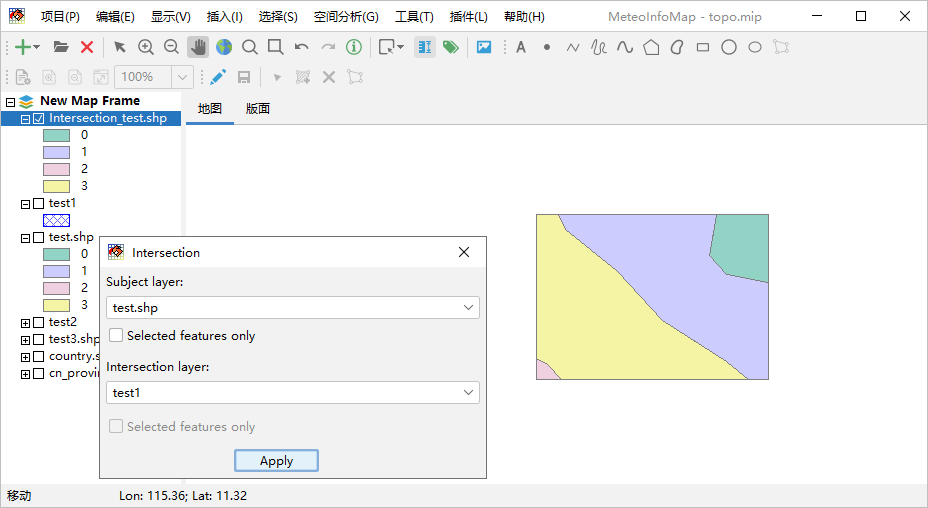 项目(P) 编辑(E) 显示(V) 插入(I) 选择(S) 空间分析(G) 工具(T) 插件(L) 帮助(H) MeteoInfoMap - topo.mip
A
100%
New Map Frame
地图 版面
Intersection_test.shp
0
1
2
3
test1
test.shp
0
1
2
3
test2
test3.shp
country.s
cn_provin
Intersection
Subject layer:
test.shp
Selected features only
Intersection layer:
test1
Selected features only
Apply
移动 Lon: 115.36; Lat: 11.32